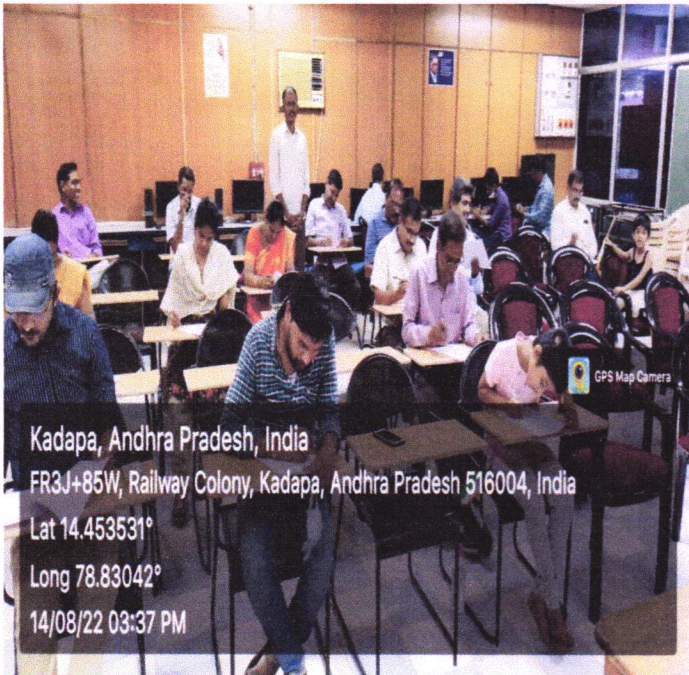 GPS Map Camera
Kadapa, Andhra Pradesh, India
FR3J+85W, Railway Colony, Kadapa, Andhra Pradesh 516004, India
Lat 14.453531°
Long 78.83042°
14/08/22 03:37 PM